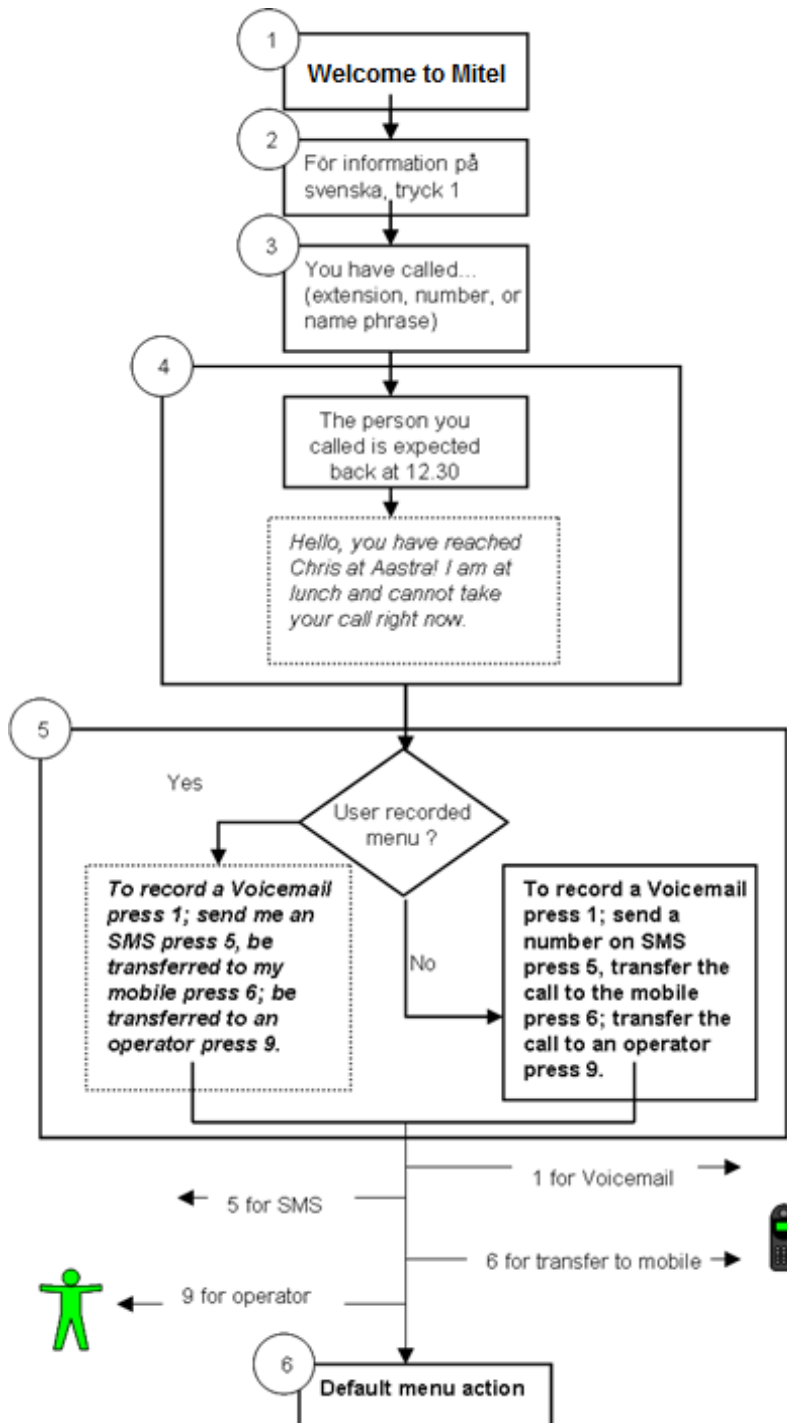 1
Welcome to Mitel
2
För information på
svenska, tryck 1
3
You have called...
(extension, number, or
name phrase)
4
The person you
called is expected
back at 12.30
Hello, you have reached
Chris at Aastra! I am at
lunch and cannot take
your call right now.
5
Yes
User recorded
menu ?
To record a Voicemail
press 1; send me an
SMS press 5, be
transferred to my
mobile press 6; be
transferred to an
operator press 9.
No
To record a Voicemail
press 1; send a
number on SMS
press 5, transfer the
call to the mobile
press 6; transfer the
call to an operator
press 9.
1 for Voicemail
5 for SMS
6 for transfer to mobile
9 for operator
6
Default menu action